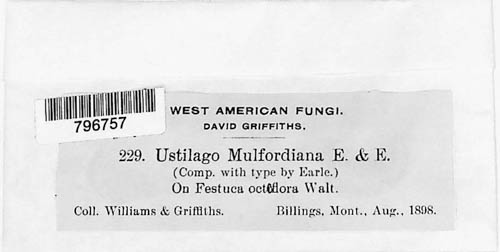 WEST AMERICAN FUNGI.
DAVID GRIFFITHS.
796757
229. Ustilago Mulfordiana E. & E.
(Comp. with type by Earle.)
On Festuca octoflora Walt.
Coll. Williams & Griffiths. Billings, Mont., Aug., 1898.